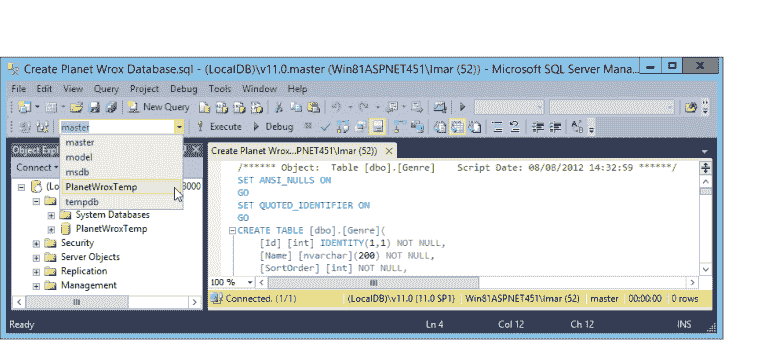 Create Planet Wrox Database.sql - (LocalDB)\v11.0.master (Win81ASPNET451\Imar (52)) - Microsoft SQL Server Mana...
File Edit View Query Project Debug Tools Window Help
New Query
master Execute Debug
master
model
msdb
PlanetWroxTemp
tempdb
Object Expl
Connect
(Lo 8000
System Databases
PlanetWroxTemp
Security
Server Objects
Replication
Management
Create Planet Wrox...PNET451\Imar (52))
/****** Object: Table [dbo].[Genre] Script Date: 08/08/2012 14:32:59 ******/
SET ANSI_NULLS ON
GO
SET QUOTED_IDENTIFIER ON
GO
CREATE TABLE [dbo].[Genre](
[Id] [int] IDENTITY(1,1) NOT NULL,
[Name] [nvarchar](200) NOT NULL,
[SortOrder] [int] NOT NULL,
100 %
Connected. (1/1) (LocalDB)\v11.0 (11.0 SP1) Win81ASPNET451\Imar (52) master 00:00:00 0 rows
Ready Ln 4 Col 12 Ch 12 INS